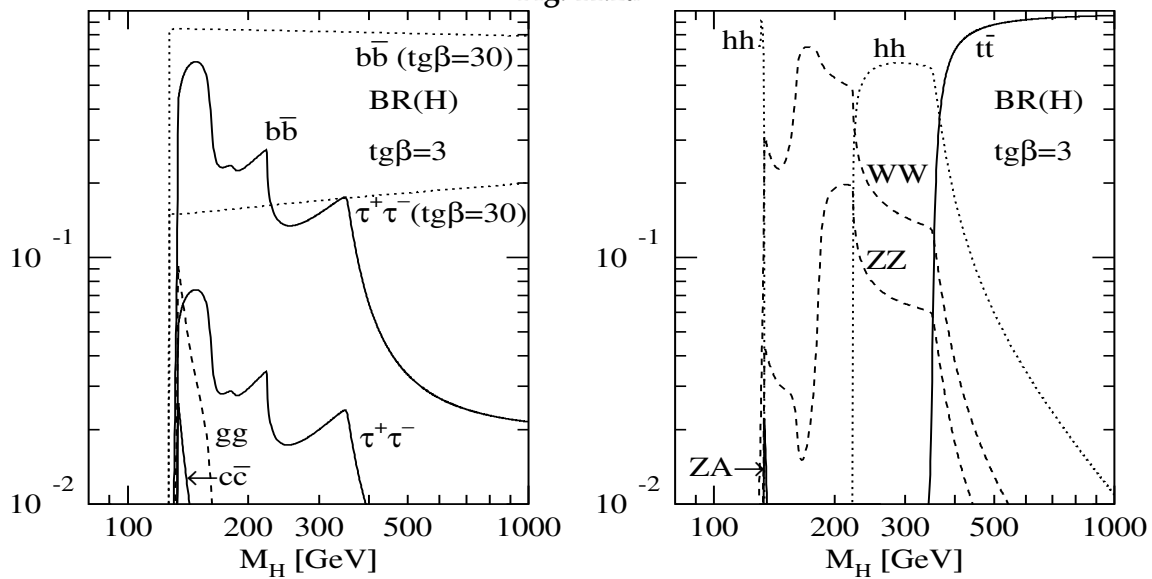 bb̅ (tgβ=30)
BR(H)
bb̅
tgβ=3
τ⁺τ⁻(tgβ=30)
10⁻¹
gg
cc̅
τ⁺τ⁻
10⁻²
100 200 300 500 1000
M_H [GeV]
hh
hh
tt̅
BR(H)
tgβ=3
WW
10⁻¹
ZZ
ZA
10⁻²
100 200 300 500 1000
M_H [GeV]